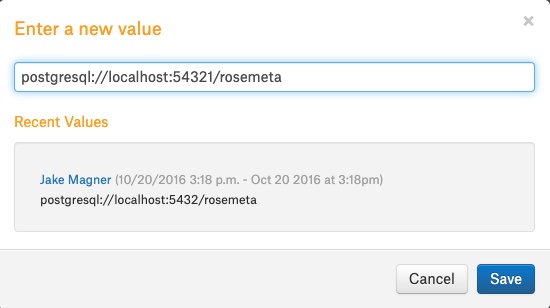 Enter a new value
×
postgresql://localhost:54321/rosemeta
Recent Values
Jake Magner (10/20/2016 3:18 p.m. - Oct 20 2016 at 3:18pm)
postgresql://localhost:5432/rosemeta
Cancel Save